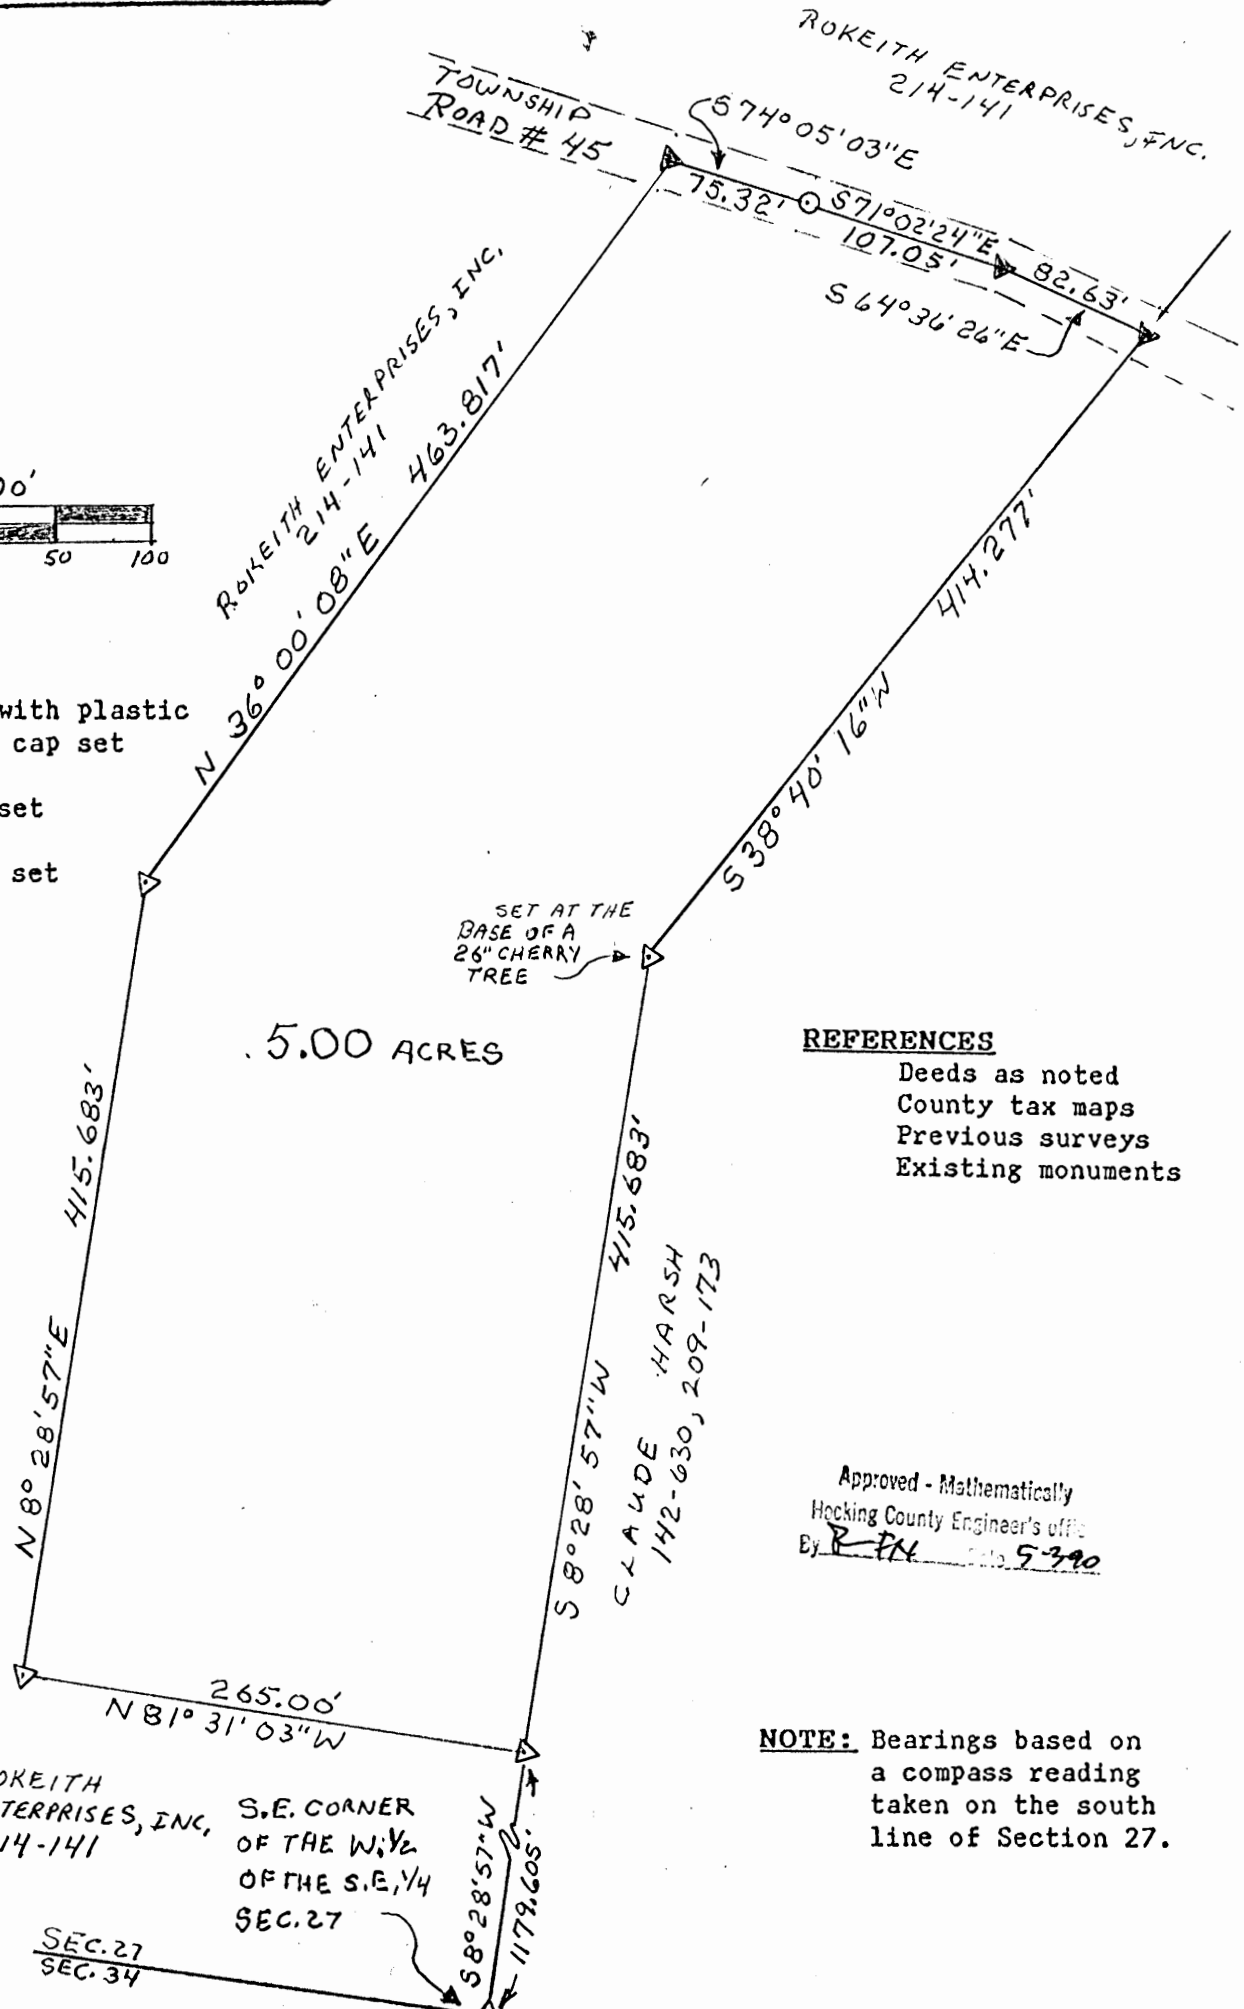 ROKEITH ENTERPRISES, INC.
214-141
TOWNSHIP
ROAD # 45
S 74° 05' 03" E
75.32'
S 71° 02' 24" E
107.05'
82.63'
S 64° 36' 26" E
ROKEITH ENTERPRISES, INC.
214-141
N 36° 00' 08" E 463.817'
00'
50 100
414.277'
S 38° 40' 16" W
with plastic
cap set
set
set
SET AT THE
BASE OF A
26" CHERRY
TREE
5.00 ACRES
REFERENCES
Deeds as noted
County tax maps
Previous surveys
Existing monuments
415.683'
N 8° 28' 57" E
415.683'
S 8° 28' 57" W
CLAUDE HARSH
142-630, 209-173
Approved - Mathematically
Hocking County Engineer's
By 5-3-90
265.00'
N 81° 31' 03" W
NOTE: Bearings based on
a compass reading
taken on the south
line of Section 27.
OKEITH
TERPRISES, INC.
14-141
S.E. CORNER
OF THE W. 1/2
OF THE S.E. 1/4
SEC. 27
S 8° 28' 57" W
1179.605'
SEC. 27
SEC. 34